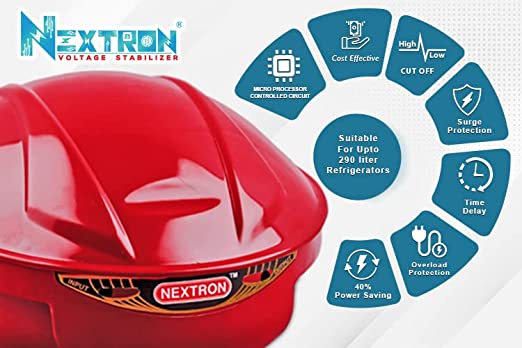 NEXTRON®
VOLTAGE STABILIZER
MICRO PROCESSOR
CONTROLLED CIRCUIT
Cost Effective
High
Low
CUT OFF
Surge
Protection
Time
Delay
Overload
Protection
40%
Power Saving
Suitable
For Upto
290 liter
Refrigerators
INPUT
NEXTRON™